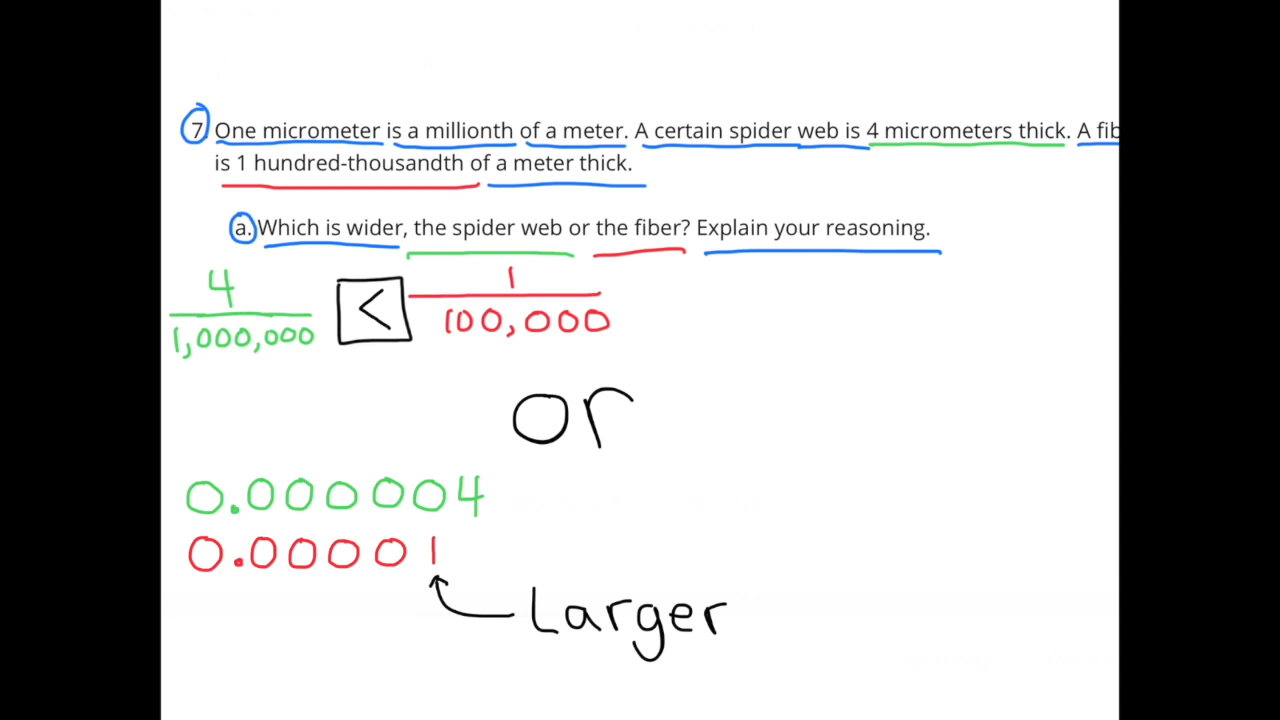 7. One micrometer is a millionth of a meter. A certain spider web is 4 micrometers thick. A fib
is 1 hundred-thousandth of a meter thick.
a. Which is wider, the spider web or the fiber? Explain your reasoning.
4/1,000,000 < 1/100,000
or
0.000004
0.00001
Larger